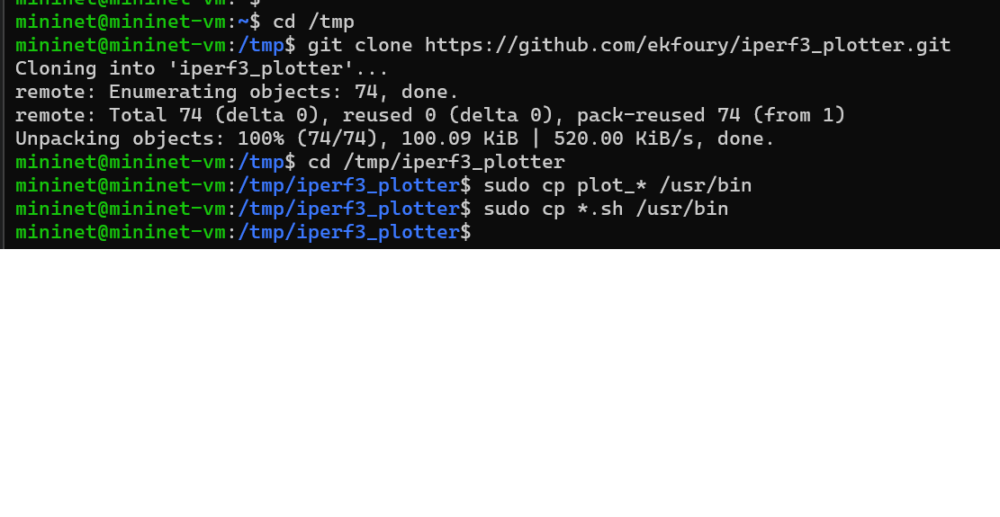 mininet@mininet-vm:~$ cd /tmp
mininet@mininet-vm:/tmp$ git clone https://github.com/ekfoury/iperf3_plotter.git
Cloning into 'iperf3_plotter'...
remote: Enumerating objects: 74, done.
remote: Total 74 (delta 0), reused 0 (delta 0), pack-reused 74 (from 1)
Unpacking objects: 100% (74/74), 100.09 KiB | 520.00 KiB/s, done.
mininet@mininet-vm:/tmp$ cd /tmp/iperf3_plotter
mininet@mininet-vm:/tmp/iperf3_plotter$ sudo cp plot_* /usr/bin
mininet@mininet-vm:/tmp/iperf3_plotter$ sudo cp *.sh /usr/bin
mininet@mininet-vm:/tmp/iperf3_plotter$